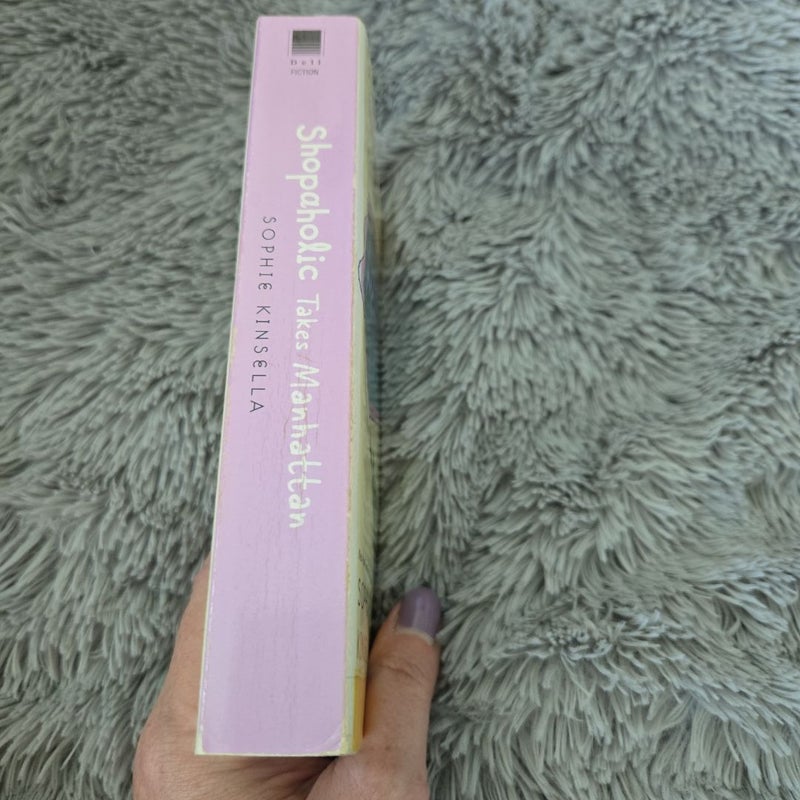 Dell
FICTION
Shopaholic Takes Manhattan
SOPHIE KINSELLA